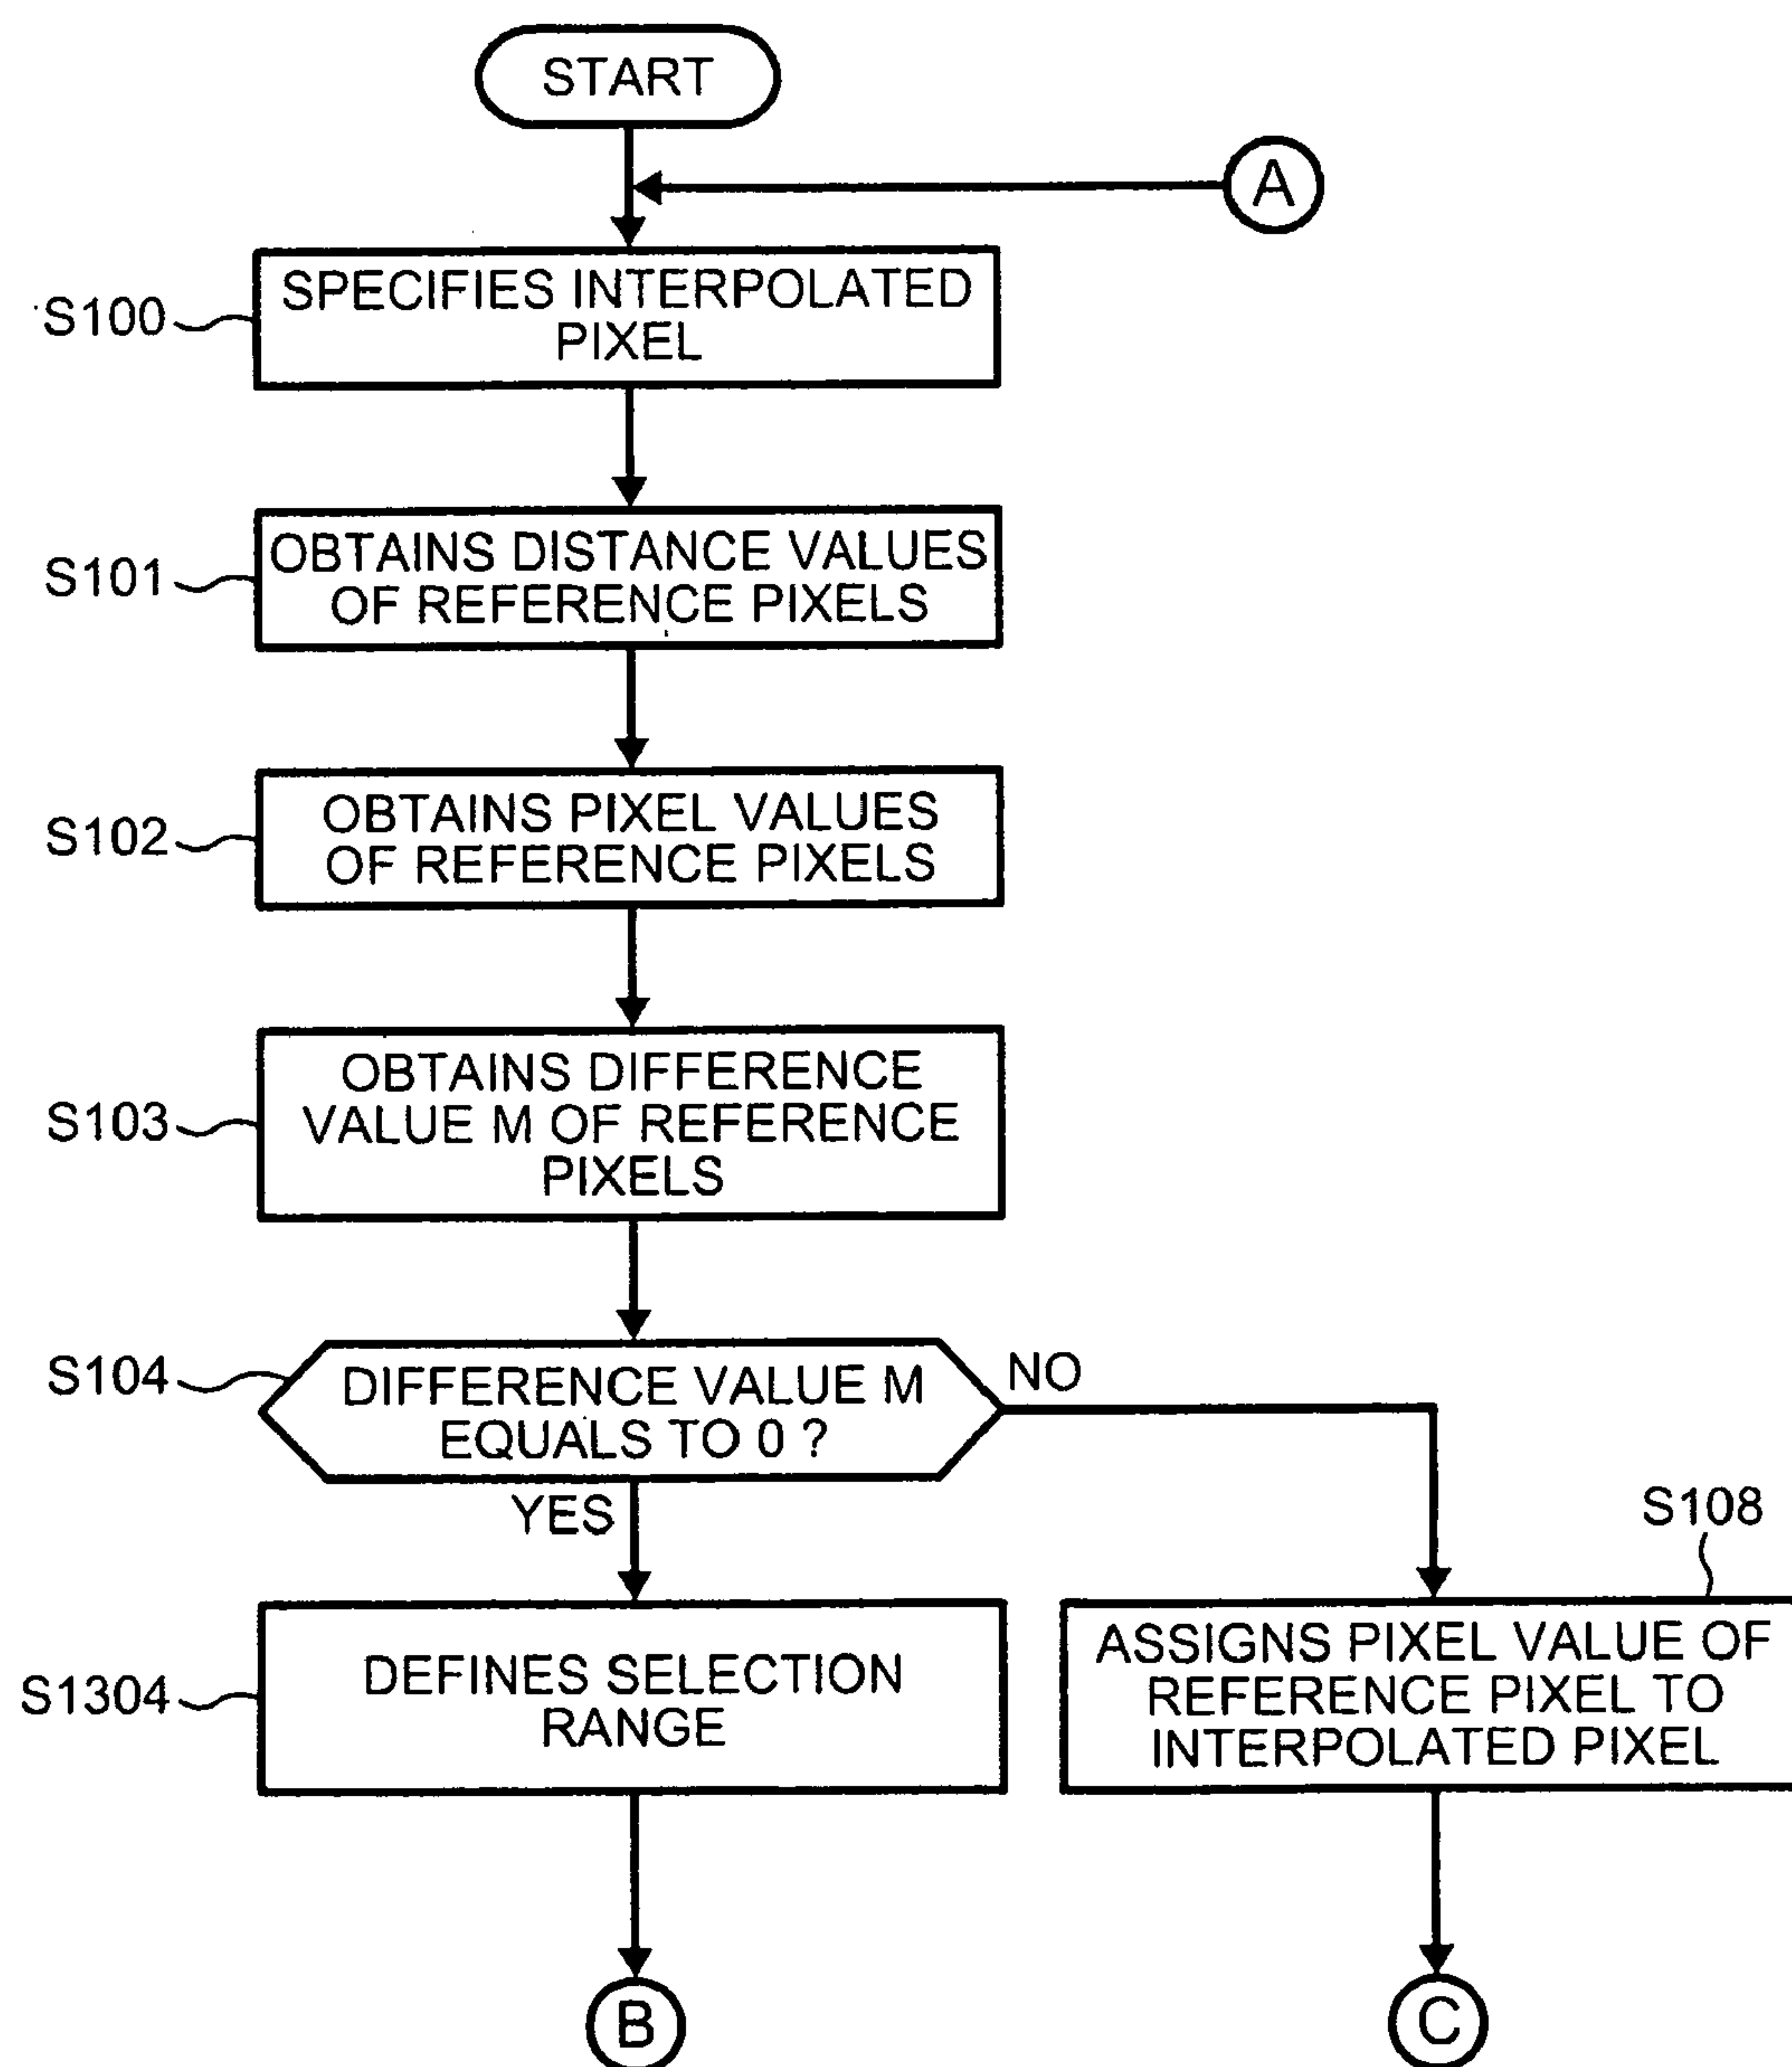 START
A
S100
SPECIFIES INTERPOLATED
PIXEL
S101
OBTAINS DISTANCE VALUES
OF REFERENCE PIXELS
S102
OBTAINS PIXEL VALUES
OF REFERENCE PIXELS
S103
OBTAINS DIFFERENCE
VALUE M OF REFERENCE
PIXELS
S104
DIFFERENCE VALUE M
EQUALS TO 0 ?
NO
YES
S108
S1304
DEFINES SELECTION
RANGE
ASSIGNS PIXEL VALUE OF
REFERENCE PIXEL TO
INTERPOLATED PIXEL
B
C